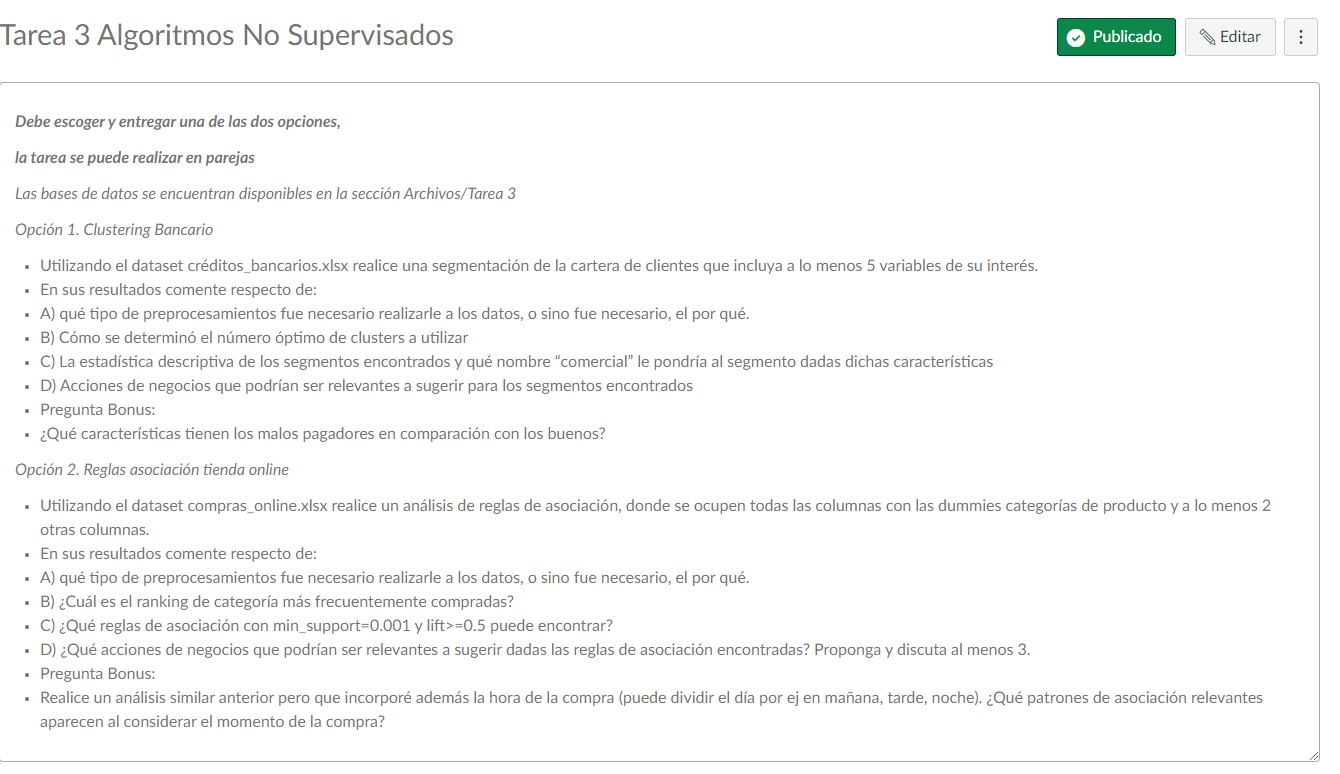 Tarea 3 Algoritmos No Supervisados
Publicado
Editar
Debe escoger y entregar una de las dos opciones,
la tarea se puede realizar en parejas
Las bases de datos se encuentran disponibles en la sección Archivos/Tarea 3
Opción 1. Clustering Bancario
• Utilizando el dataset créditos_bancarios.xlsx realice una segmentación de la cartera de clientes que incluya a lo menos 5 variables de su interés.
• En sus resultados comente respecto de:
• A) qué tipo de preprocesamientos fue necesario realizarle a los datos, o sino fue necesario, el por qué.
• B) Cómo se determinó el número óptimo de clusters a utilizar
• C) La estadística descriptiva de los segmentos encontrados y qué nombre “comercial” le pondría al segmento dadas dichas características
• D) Acciones de negocios que podrían ser relevantes a sugerir para los segmentos encontrados
• Pregunta Bonus:
• ¿Qué características tienen los malos pagadores en comparación con los buenos?
Opción 2. Reglas asociación tienda online
• Utilizando el dataset compras_online.xlsx realice un análisis de reglas de asociación, donde se ocupen todas las columnas con las dummies categorías de producto y a lo menos 2
otras columnas.
• En sus resultados comente respecto de:
• A) qué tipo de preprocesamientos fue necesario realizarle a los datos, o sino fue necesario, el por qué.
• B) ¿Cuál es el ranking de categoría más frecuentemente compradas?
• C) ¿Qué reglas de asociación con min_support=0.001 y lift>=0.5 puede encontrar?
• D) ¿Qué acciones de negocios que podrían ser relevantes a sugerir dadas las reglas de asociación encontradas? Proponga y discuta al menos 3.
• Pregunta Bonus:
• Realice un análisis similar anterior pero que incorporé además la hora de la compra (puede dividir el día por ej en mañana, tarde, noche). ¿Qué patrones de asociación relevantes
aparecen al considerar el momento de la compra?